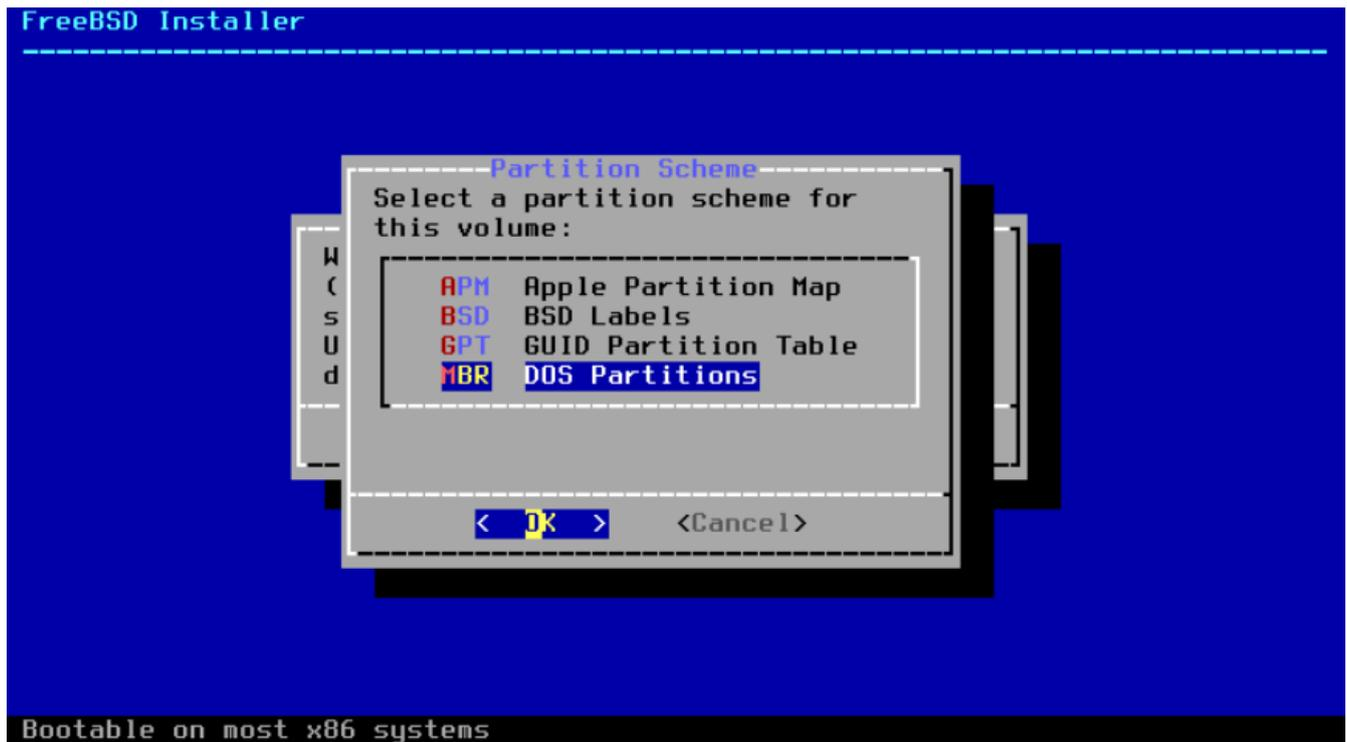 FreeBSD Installer
Partition Scheme
Select a partition scheme for
this volume:
W
(
s
U
d
APM Apple Partition Map
BSD BSD Labels
GPT GUID Partition Table
MBR DOS Partitions
< OK > <Cancel>
Bootable on most x86 systems